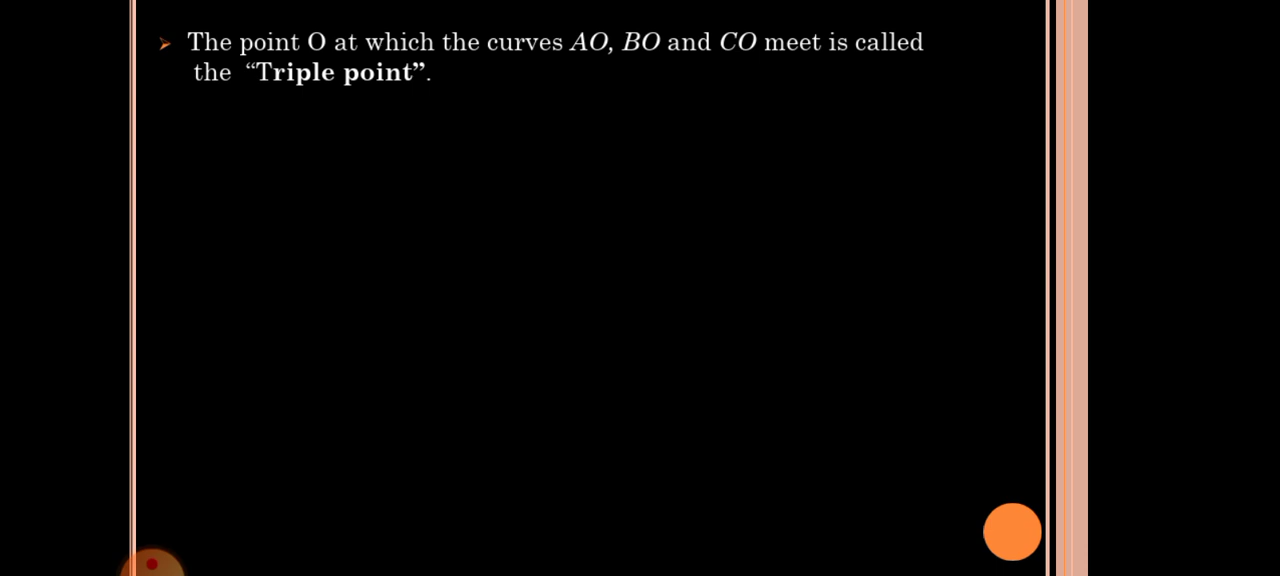 ➢ The point O at which the curves AO, BO and CO meet is called
the “Triple point”.